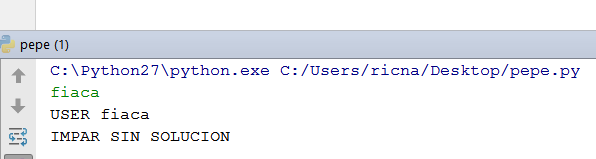 pepe (1)
C:\Python27\python.exe C:/Users/ricna/Desktop/pepe.py
fiaca
USER fiaca
IMPAR SIN SOLUCION